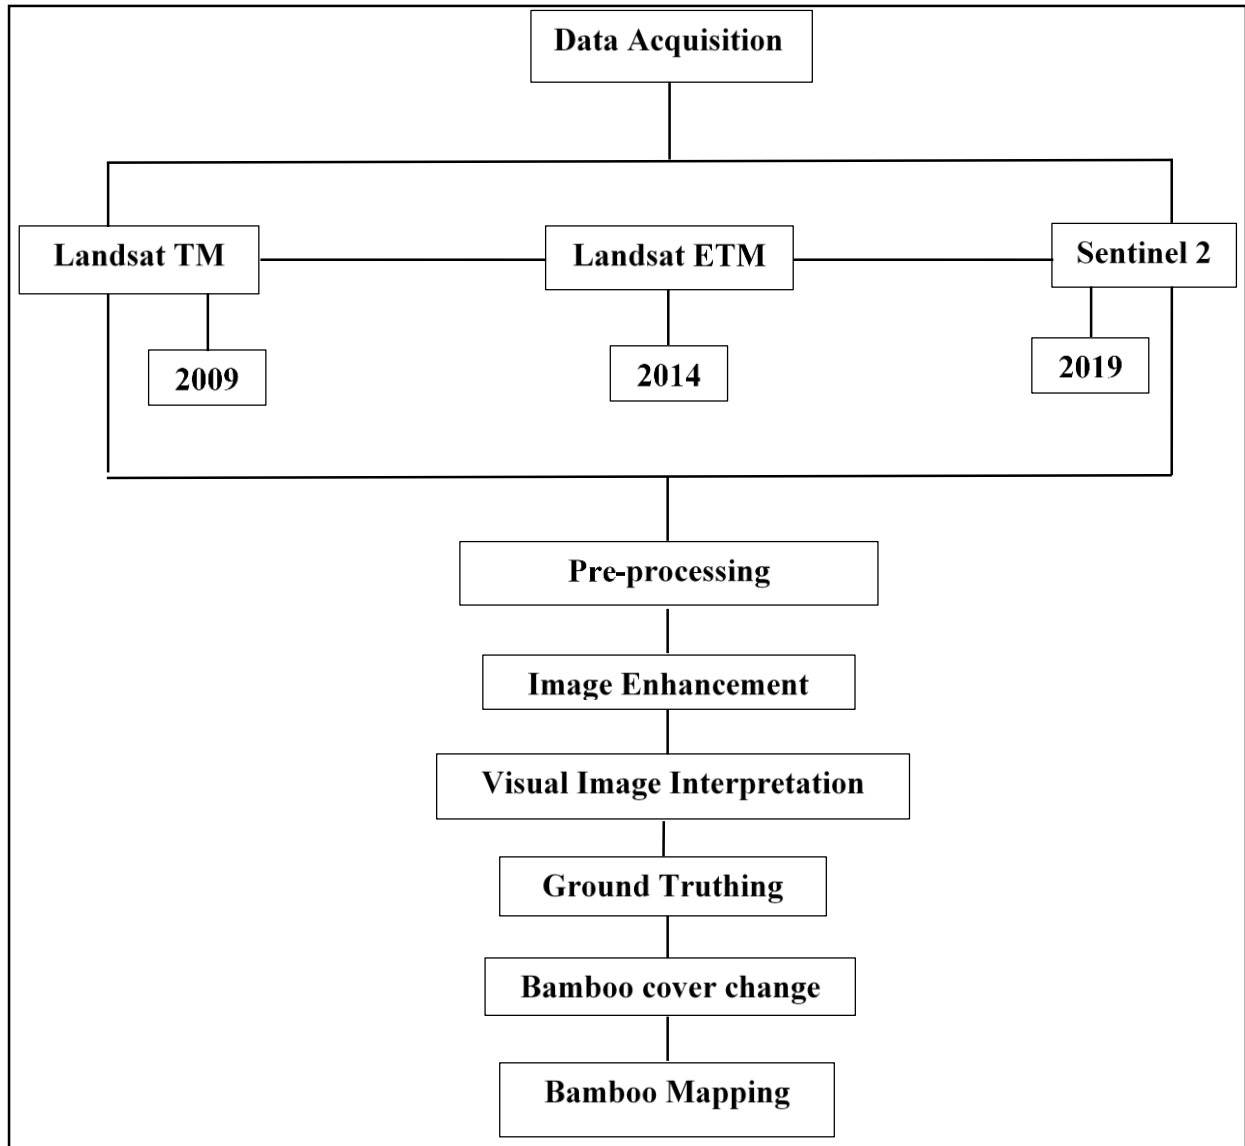 Data Acquisition
Landsat TM
Landsat ETM
Sentinel 2
2009
2014
2019
Pre-processing
Image Enhancement
Visual Image Interpretation
Ground Truthing
Bamboo cover change
Bamboo Mapping